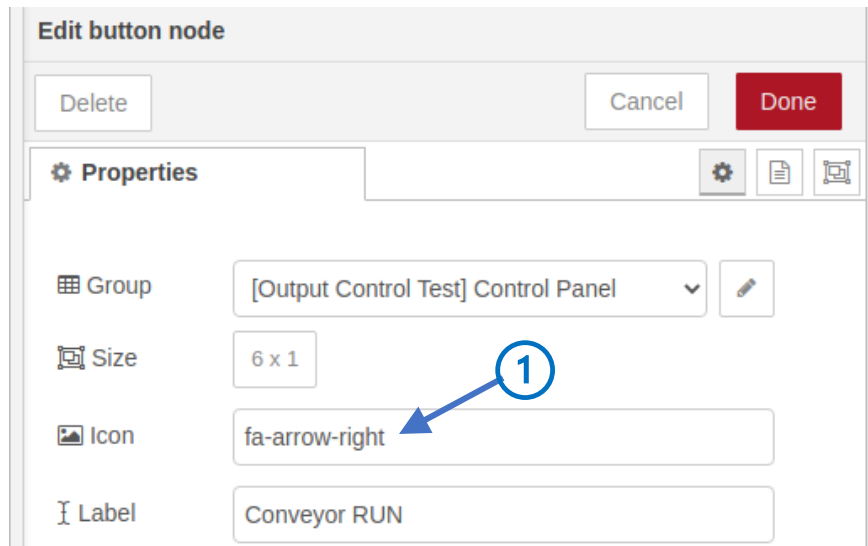 Edit button node
Delete Cancel Done
Properties
Group [Output Control Test] Control Panel
Size 6 x 1
1
Icon fa-arrow-right
Label Conveyor RUN